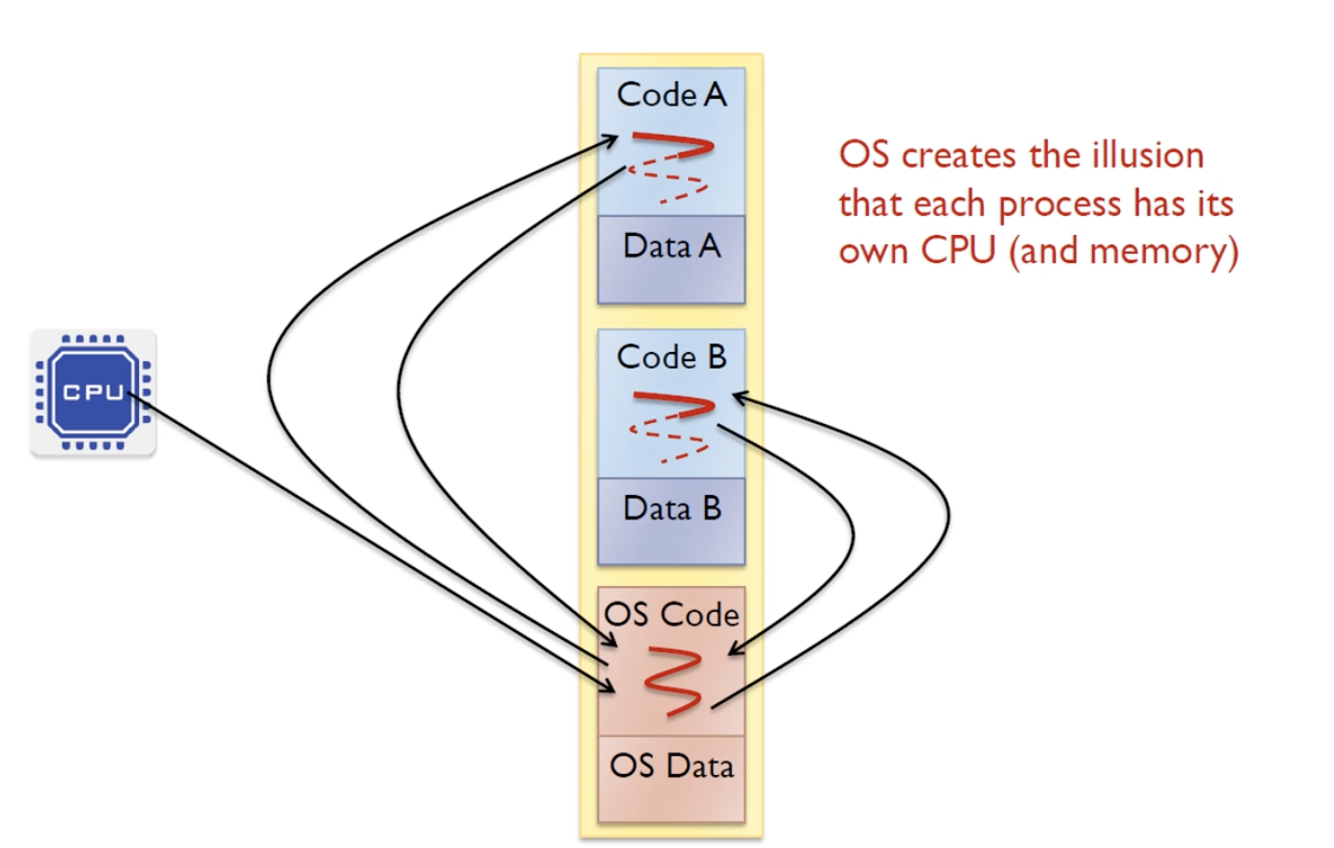 Code A
Data A
OS creates the illusion
that each process has its
own CPU (and memory)
CPU
Code B
Data B
OS Code
OS Data